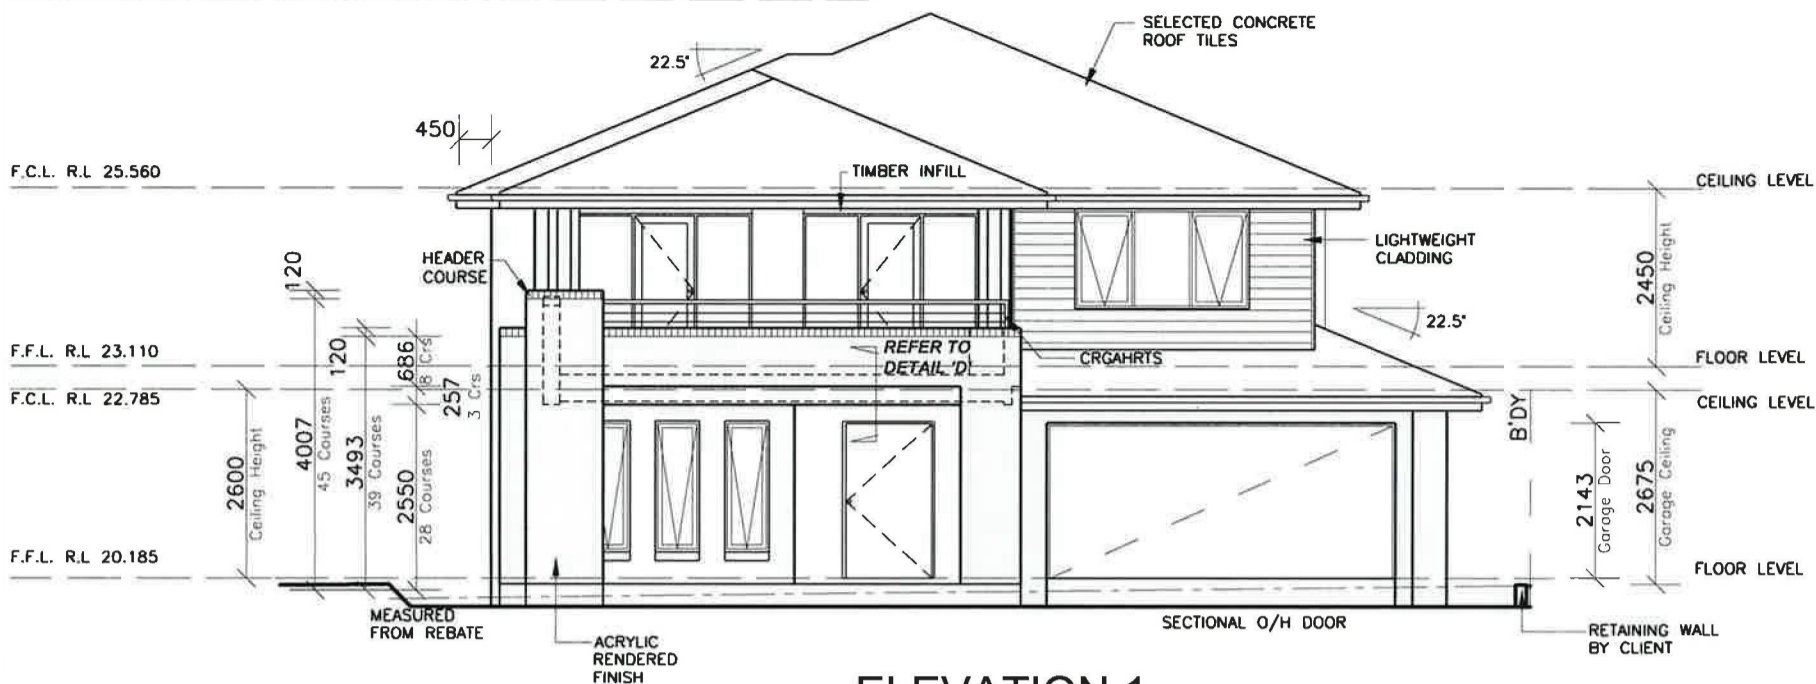 SELECTED CONCRETE
ROOF TILES
22.5°
450
F.C.L. R.L 25.560
TIMBER INFILL
CEILING LEVEL
HEADER
COURSE
LIGHTWEIGHT
CLADDING
2450
Ceiling Height
120
22.5°
F.F.L. R.L 23.110
120
686
8 Crs
257
3 Crs
REFER TO
DETAIL 'D'
CRGAHRTS
FLOOR LEVEL
F.C.L. R.L 22.785
CEILING LEVEL
B'DY
2600
Ceiling Height
4007
45 Courses
3493
39 Courses
2550
28 Courses
2143
Garage Door
2675
Garage Ceiling
F.F.L. R.L 20.185
FLOOR LEVEL
MEASURED
FROM REBATE
ACRYLIC
RENDERED
FINISH
SECTIONAL O/H DOOR
RETAINING WALL
BY CLIENT
ELEVATION 1